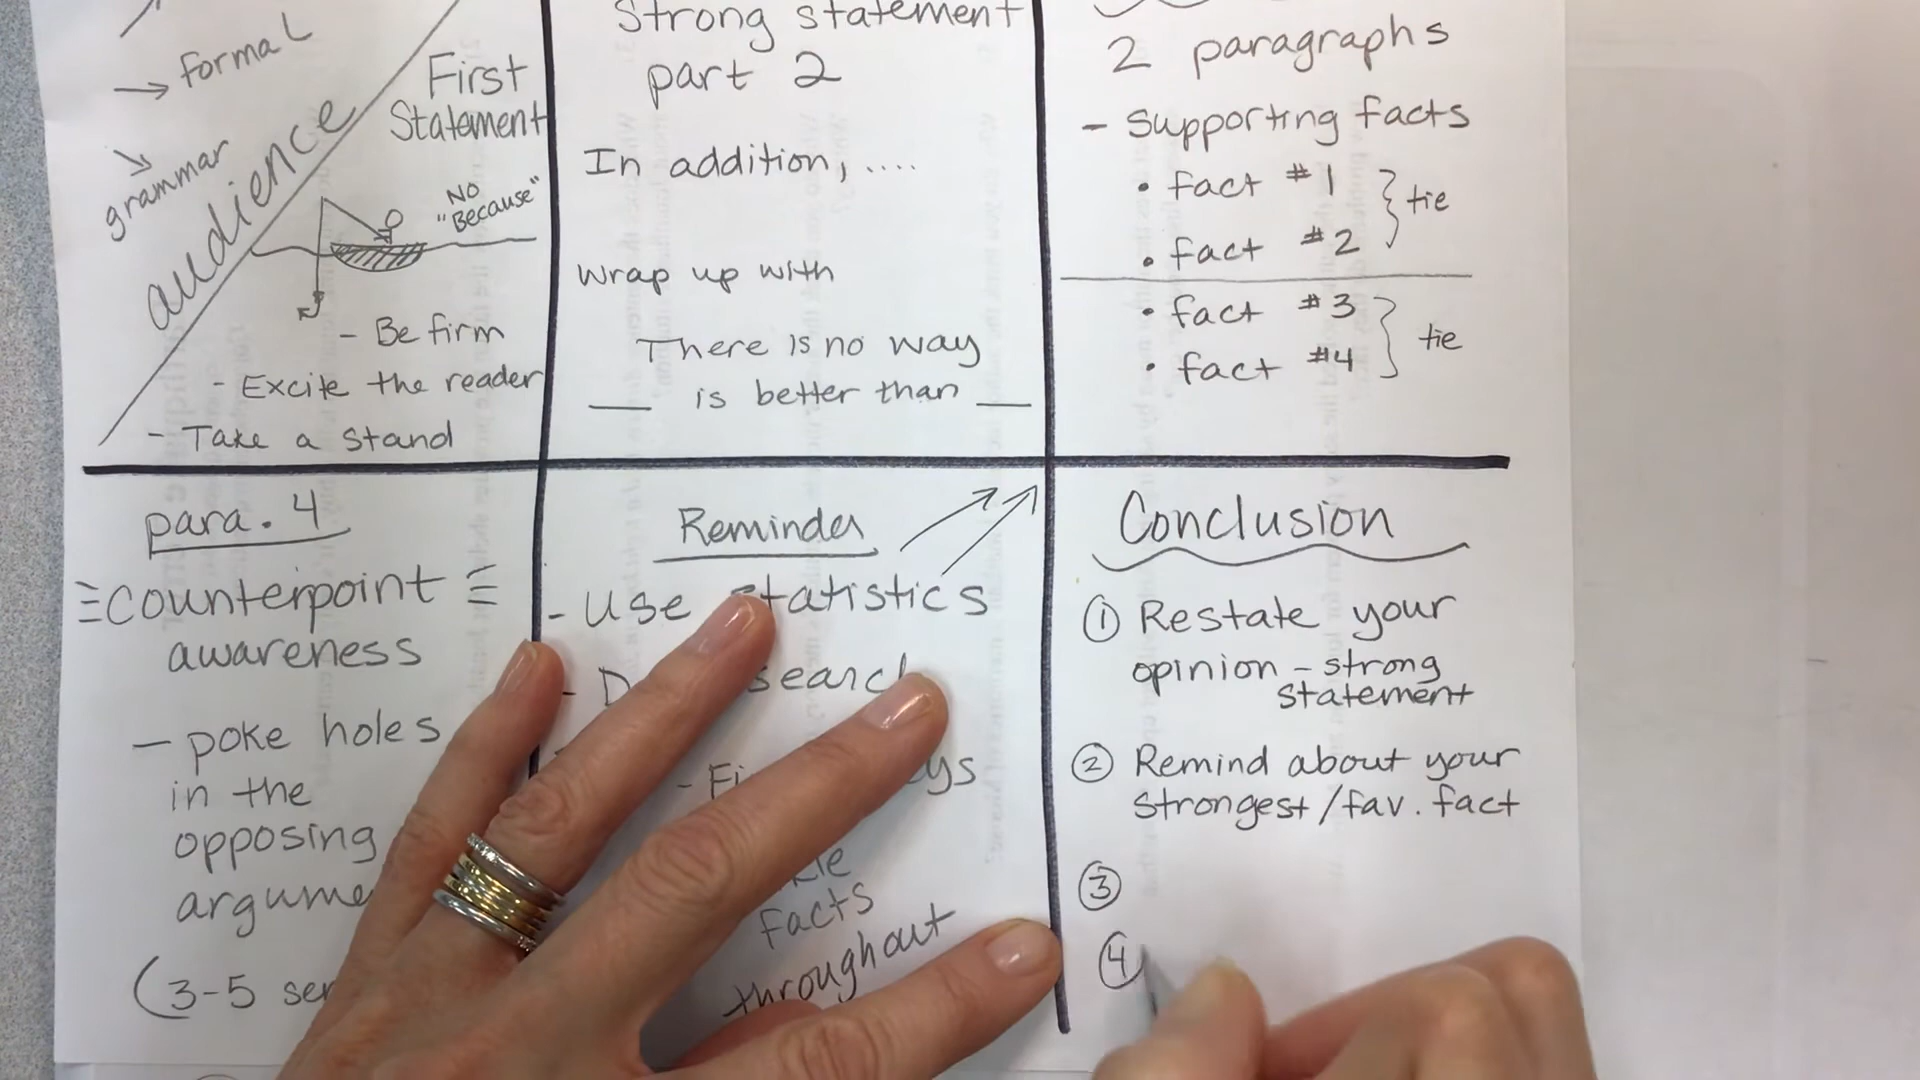 → formal
→
grammar
audience
First
Statement
NO
"Because"
- Be firm
- Excite the reader
- Take a stand
Strong statement
part 2
In addition, ....
Wrap up with
There is no way
___ is better than ___
2 paragraphs
- Supporting facts
• fact #1
• fact #2
tie
• fact #3
• fact #4
tie
para. 4
counterpoint
awareness
- poke holes
in the
opposing
(3-5
Reminder
- Use statistics
facts
throughout
Conclusion
① Restate your
opinion - strong
statement
② Remind about your
strongest/fav. fact
③
④